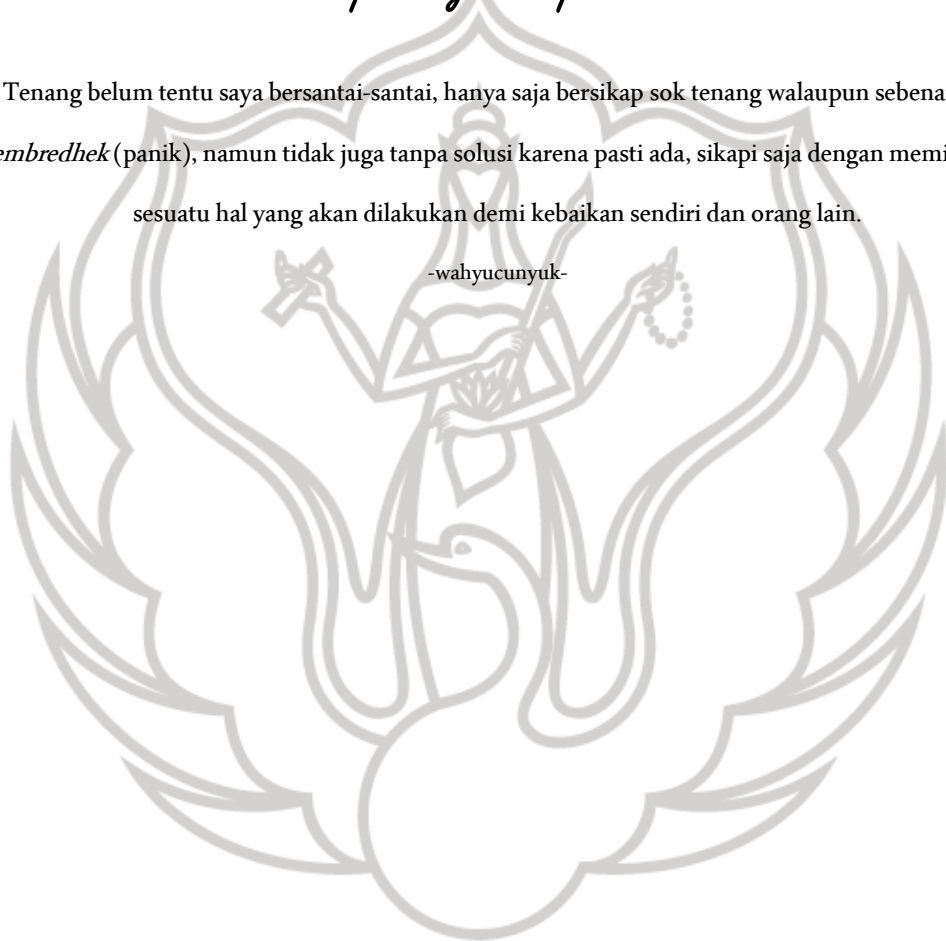 Tenang belum tentu saya bersantai-santai, hanya saja bersikap sok tenang walaupun sebena
embredhek (panik), namun tidak juga tanpa solusi karena pasti ada, sikapi saja dengan memi
sesuatu hal yang akan dilakukan demi kebaikan sendiri dan orang lain.
-wahyucunyuk-